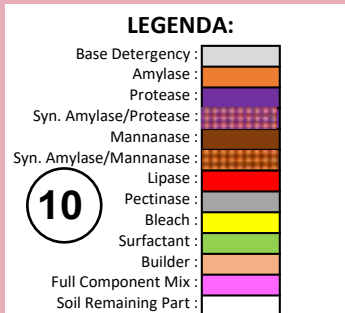 LEGENDA:
Base Detergency :
Amylase :
Protease :
Syn. Amylase/Protease :
Mannanase :
Syn. Amylase/Mannanase :
Lipase :
10
Pectinase :
Bleach :
Surfactant :
Builder :
Full Component Mix :
Soil Remaining Part :